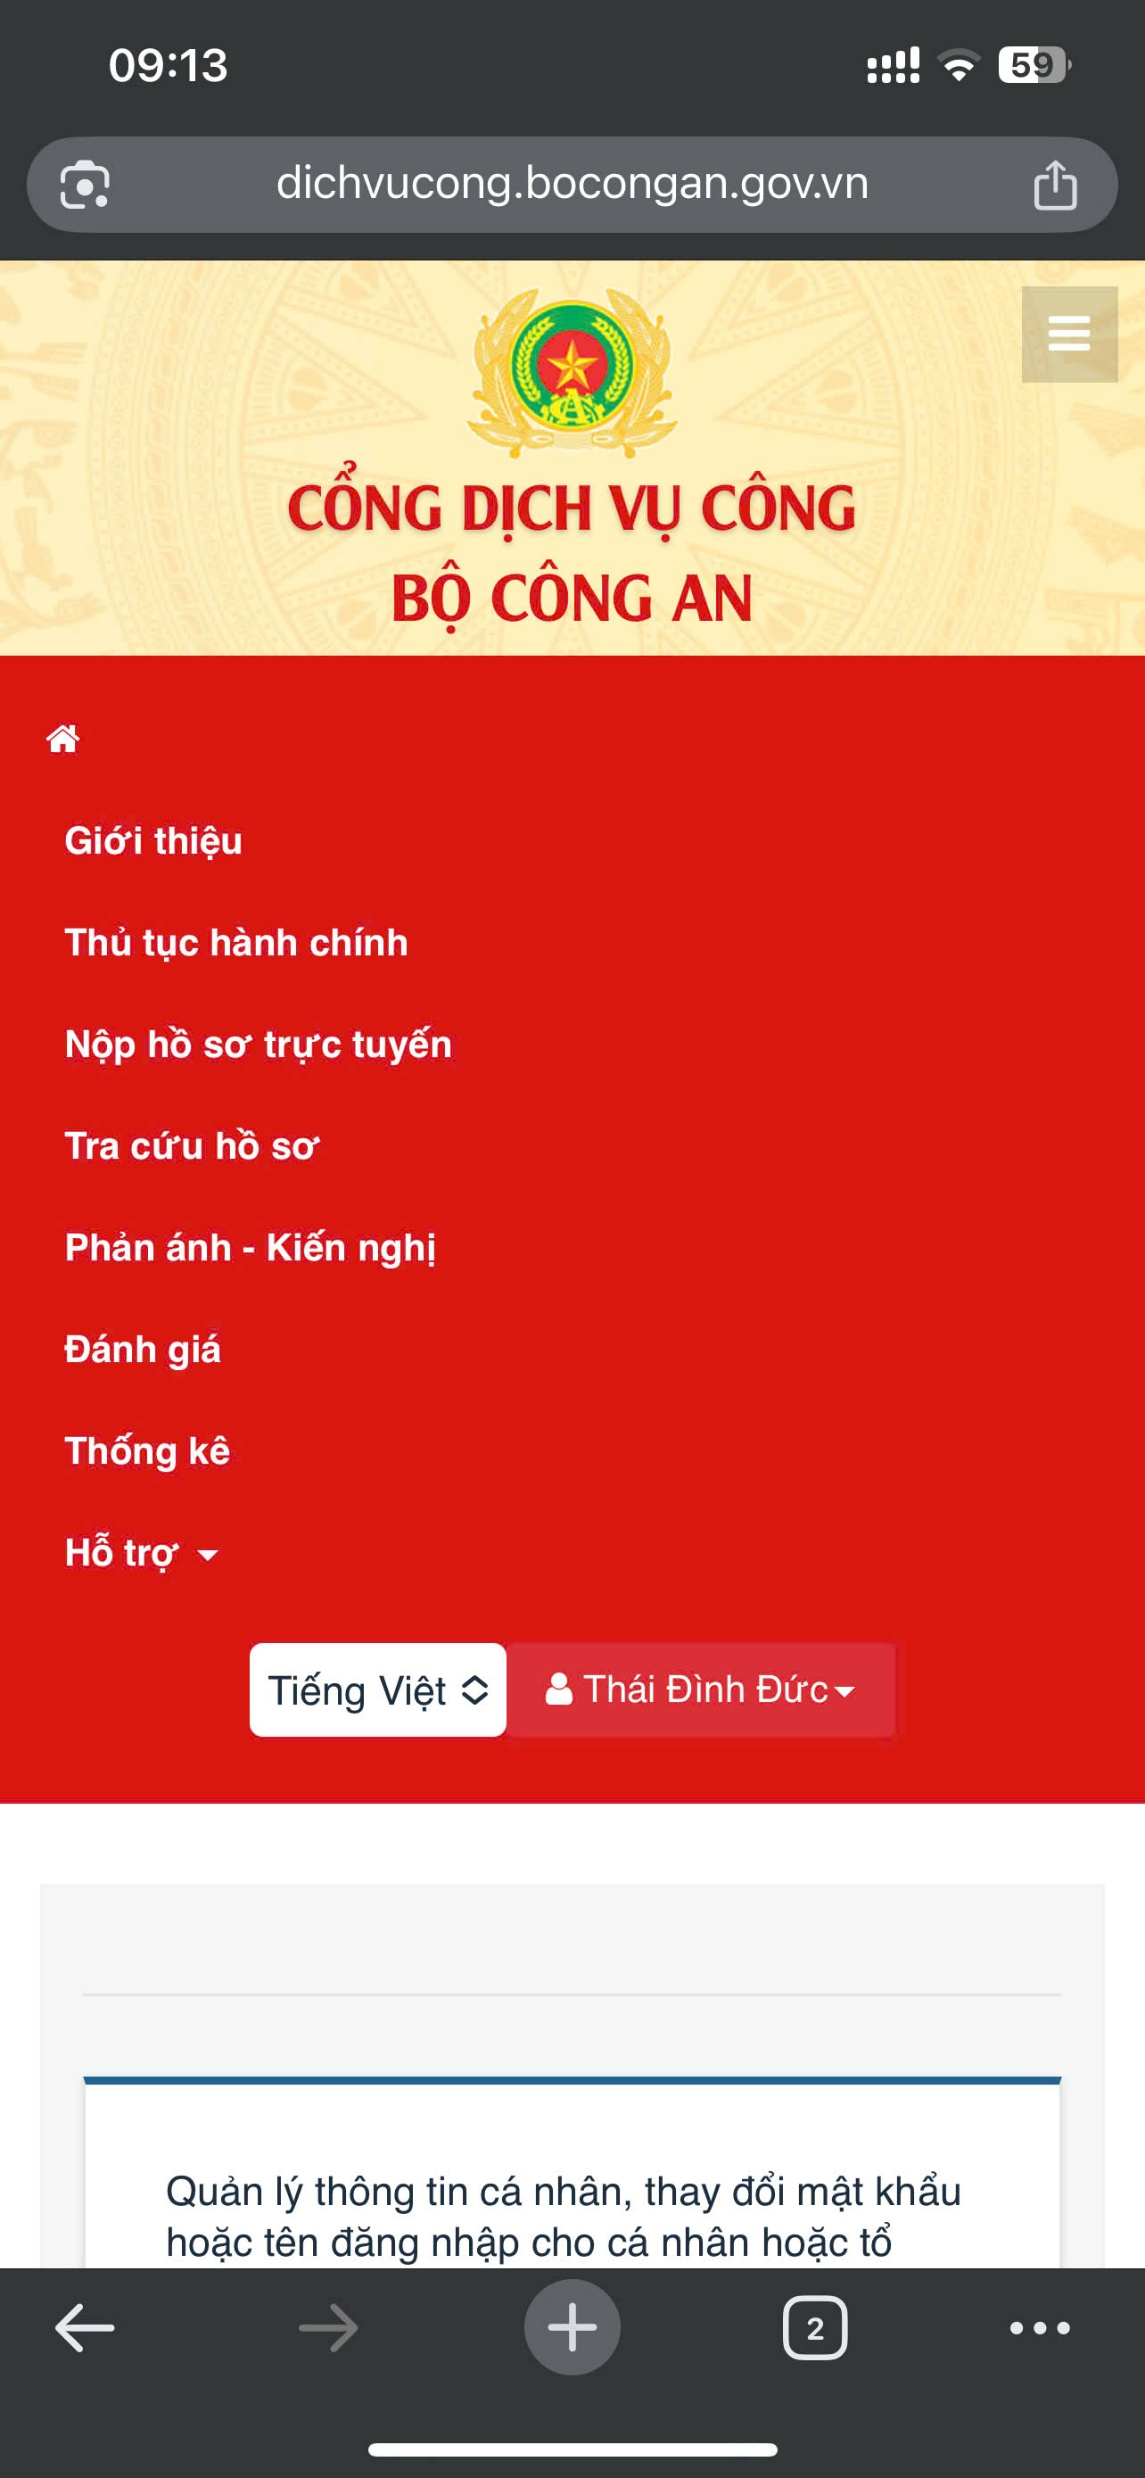 09:13
59
dichvucong.bocongan.gov.vn
CỔNG DỊCH VỤ CÔNG
BỘ CÔNG AN
Giới thiệu
Thủ tục hành chính
Nộp hồ sơ trực tuyến
Tra cứu hồ sơ
Phản ánh - Kiến nghị
Đánh giá
Thống kê
Hỗ trợ
Tiếng Việt
Thái Đình Đức
Quản lý thông tin cá nhân, thay đổi mật khẩu
hoặc tên đăng nhập cho cá nhân hoặc tổ
2